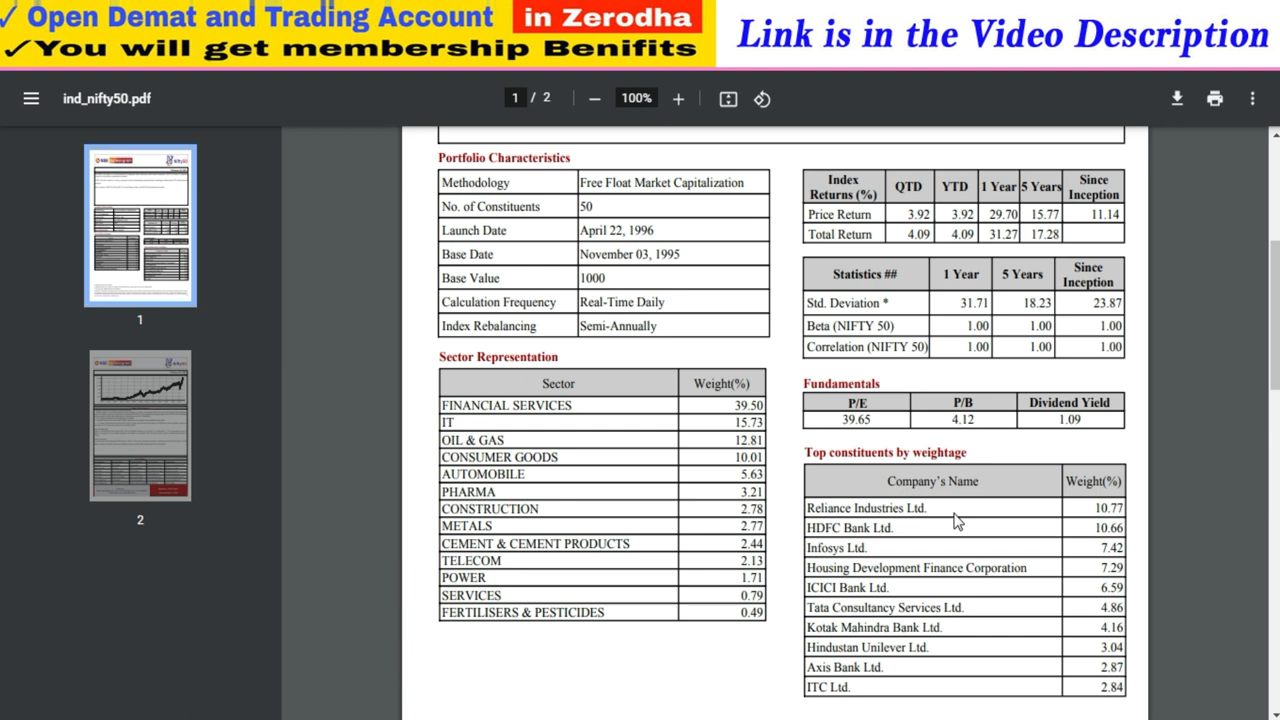 ✓ Open Demat and Trading Account in Zerodha
✓You will get membership Benifits
Link is in the Video Description
ind_nifty50.pdf
1 / 2
100%
1
2
Portfolio Characteristics
Methodology Free Float Market Capitalization
No. of Constituents 50
Launch Date April 22, 1996
Base Date November 03, 1995
Base Value 1000
Calculation Frequency Real-Time Daily
Index Rebalancing Semi-Annually
Sector Representation
Sector Weight(%)
FINANCIAL SERVICES 39.50
IT 15.73
OIL & GAS 12.81
CONSUMER GOODS 10.01
AUTOMOBILE 5.63
PHARMA 3.21
CONSTRUCTION 2.78
METALS 2.77
CEMENT & CEMENT PRODUCTS 2.44
TELECOM 2.13
POWER 1.71
SERVICES 0.79
FERTILISERS & PESTICIDES 0.49
Index Returns (%) QTD YTD 1 Year 5 Years Since Inception
Price Return 3.92 3.92 29.70 15.77 11.14
Total Return 4.09 4.09 31.27 17.28
Statistics ## 1 Year 5 Years Since Inception
Std. Deviation * 31.71 18.23 23.87
Beta (NIFTY 50) 1.00 1.00 1.00
Correlation (NIFTY 50) 1.00 1.00 1.00
Fundamentals
P/E P/B Dividend Yield
39.65 4.12 1.09
Top constituents by weightage
Company's Name Weight(%)
Reliance Industries Ltd. 10.77
HDFC Bank Ltd. 10.66
Infosys Ltd. 7.42
Housing Development Finance Corporation 7.29
ICICI Bank Ltd. 6.59
Tata Consultancy Services Ltd. 4.86
Kotak Mahindra Bank Ltd. 4.16
Hindustan Unilever Ltd. 3.04
Axis Bank Ltd. 2.87
ITC Ltd. 2.84